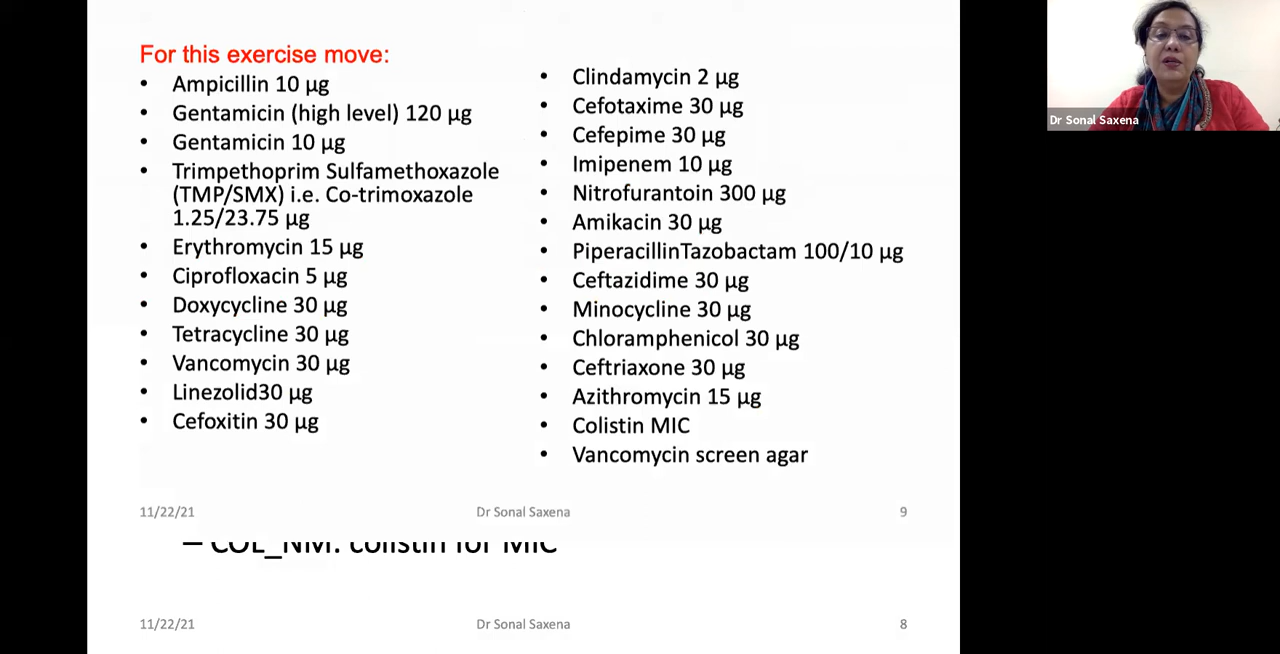 For this exercise move:
• Ampicillin 10 µg
• Gentamicin (high level) 120 µg
• Gentamicin 10 µg
• Trimpethoprim Sulfamethoxazole
(TMP/SMX) i.e. Co-trimoxazole
1.25/23.75 µg
• Erythromycin 15 µg
• Ciprofloxacin 5 µg
• Doxycycline 30 µg
• Tetracycline 30 µg
• Vancomycin 30 µg
• Linezolid30 µg
• Cefoxitin 30 µg
• Clindamycin 2 µg
• Cefotaxime 30 µg
• Cefepime 30 µg
• Imipenem 10 µg
• Nitrofurantoin 300 µg
• Amikacin 30 µg
• PiperacillinTazobactam 100/10 µg
• Ceftazidime 30 µg
• Minocycline 30 µg
• Chloramphenicol 30 µg
• Ceftriaxone 30 µg
• Azithromycin 15 µg
• Colistin MIC
• Vancomycin screen agar
11/22/21 Dr Sonal Saxena 9
– COL_NM: colistin for MIC
11/22/21 Dr Sonal Saxena 8
Dr Sonal Saxena